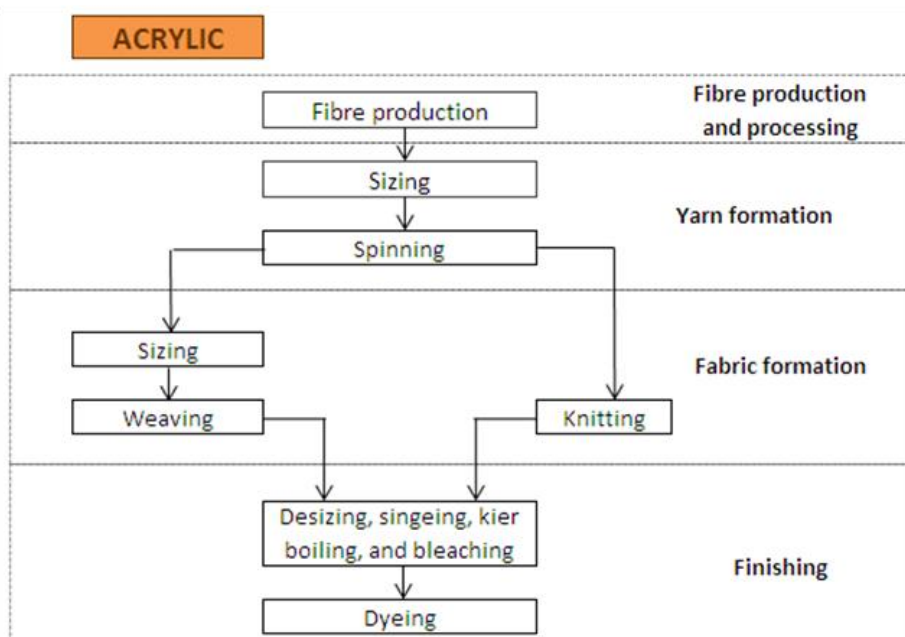 ACRYLIC
Fibre production
Fibre production
and processing
Sizing
Yarn formation
Spinning
Sizing
Fabric formation
Weaving
Knitting
Desizing, singeing, kier
boiling, and bleaching
Finishing
Dyeing